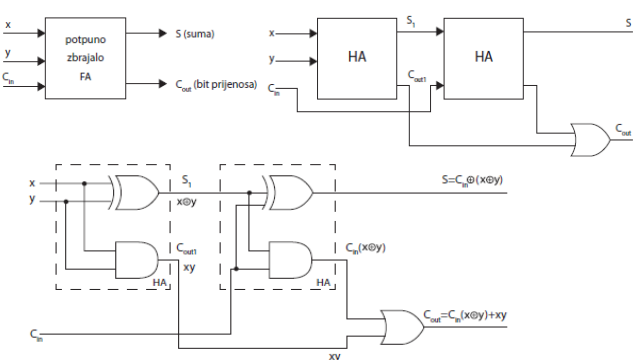 x
y
C_in
potpuno
zbrajalo
FA
S (suma)
C_out (bit prijenosa)
x
y
C_in
HA
S_1
C_out1
HA
S
C_out
x
y
S_1
x⊕y
C_out1
xy
HA
S=C_in⊕(x⊕y)
C_in(x⊕y)
HA
C_in
C_out=C_in(x⊕y)+xy
xy